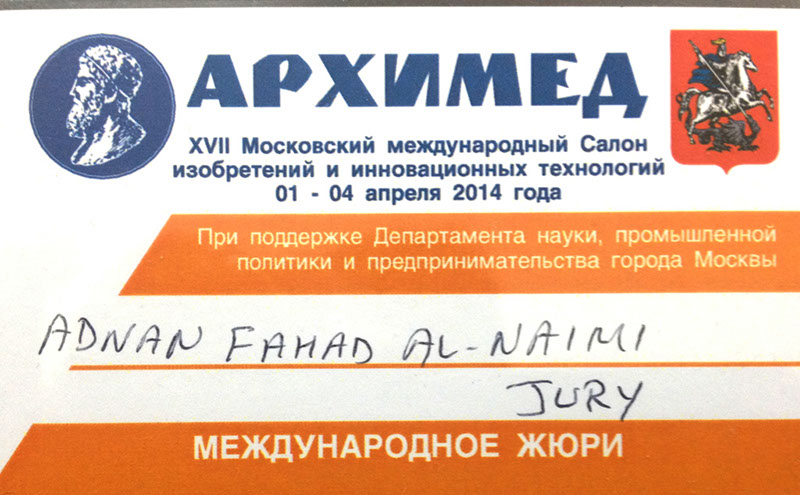 АРХИМЕД
XVII Московский международный Салон
изобретений и инновационных технологий
01 - 04 апреля 2014 года
При поддержке Департамента науки, промышленной
политики и предпринимательства города Москвы
ADNAN FAHAD AL-NAIMI
JURY
МЕЖДУНАРОДНОЕ ЖЮРИ